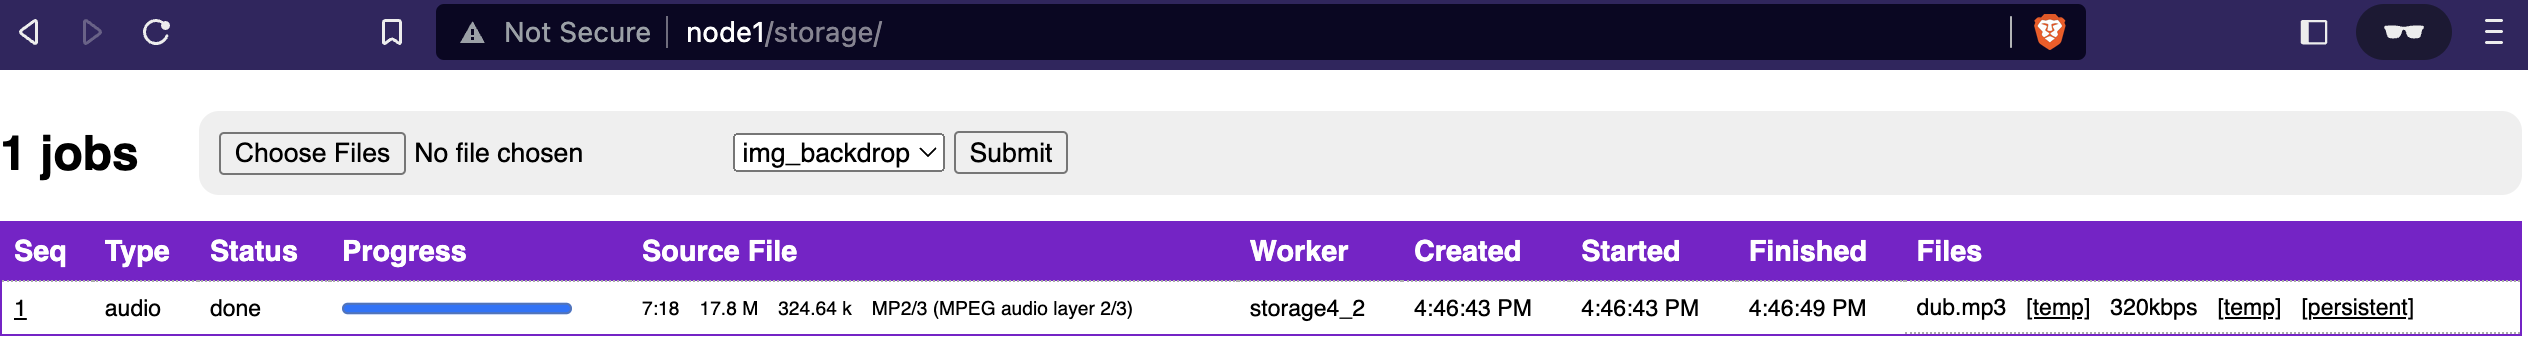 Not Secure node1/storage/
1 jobs Choose Files No file chosen img_backdrop Submit
Seq Type Status Progress Source File Worker Created Started Finished Files
1 audio done 7:18 17.8 M 324.64 k MP2/3 (MPEG audio layer 2/3) storage4_2 4:46:43 PM 4:46:43 PM 4:46:49 PM dub.mp3 [temp] 320kbps [temp] [persistent]